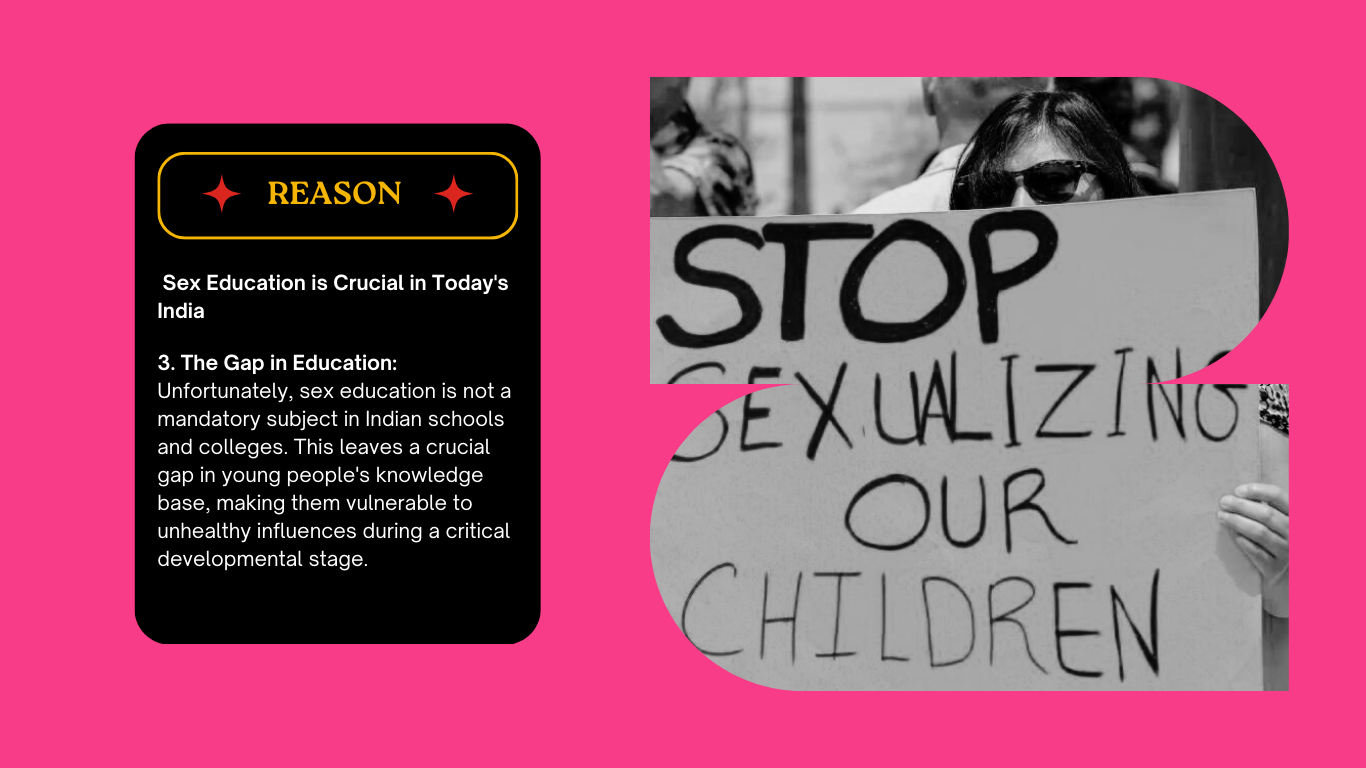 REASON
Sex Education is Crucial in Today's
India
3. The Gap in Education:
Unfortunately, sex education is not a
mandatory subject in Indian schools
and colleges. This leaves a crucial
gap in young people's knowledge
base, making them vulnerable to
unhealthy influences during a critical
developmental stage.
STOP
SEXUALIZING
OUR
CHILDREN